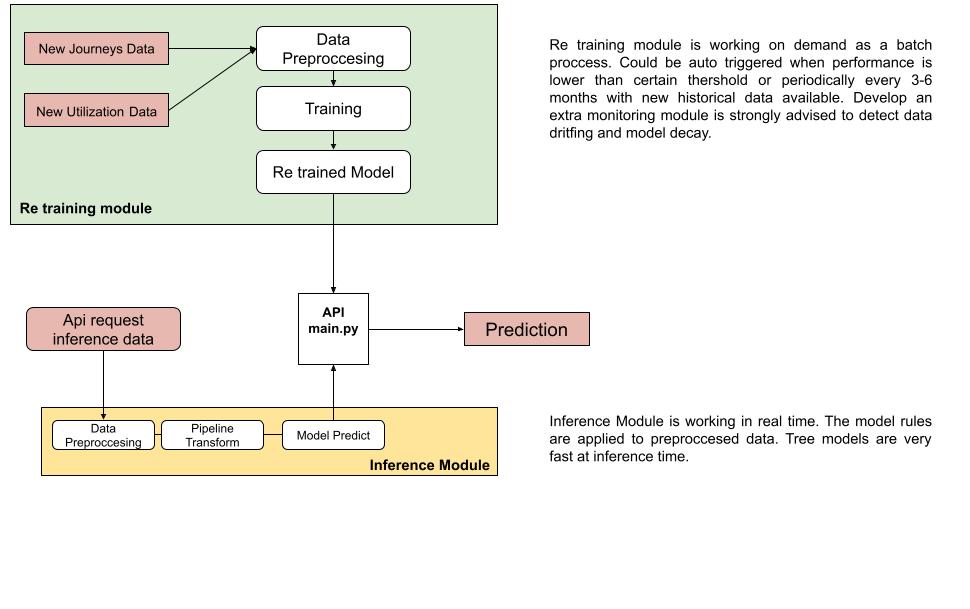 New Journeys Data
New Utilization Data
Data
Preproccesing
Training
Re trained Model
Re training module
Re training module is working on demand as a batch
proccess. Could be auto triggered when performance is
lower than certain thershold or periodically every 3-6
months with new historical data available. Develop an
extra monitoring module is strongly advised to detect data
dritfing and model decay.
Api request
inference data
API
main.py
Prediction
Data
Preproccesing
Pipeline
Transform
Model Predict
Inference Module
Inference Module is working in real time. The model rules
are applied to preproccesed data. Tree models are very
fast at inference time.